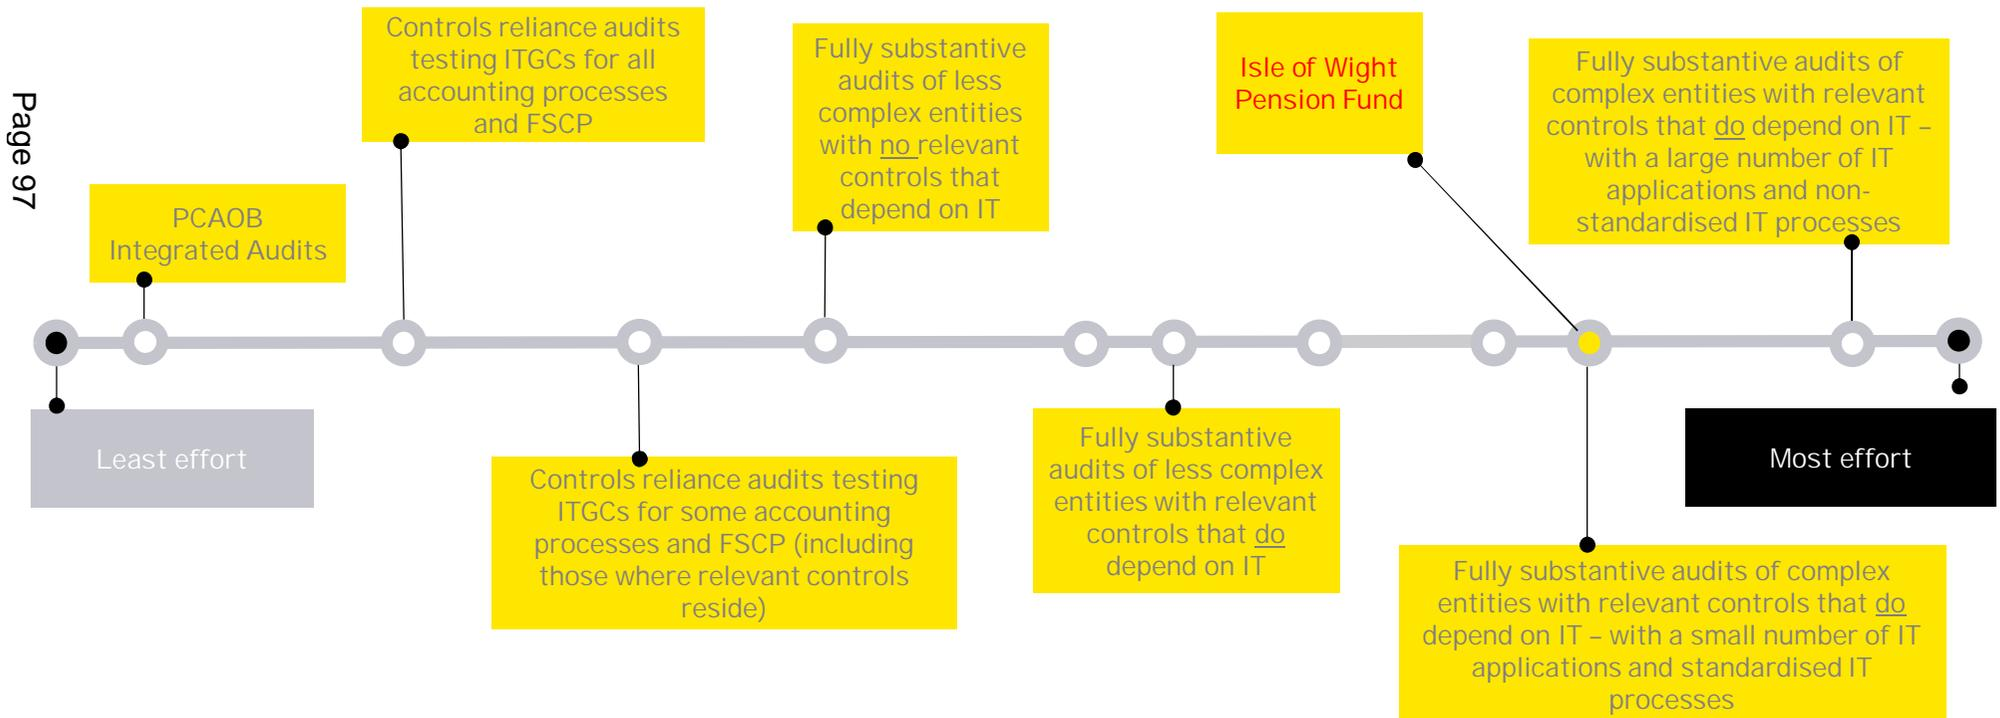 Page 97
PCAOB
Integrated Audits
Controls reliance audits
testing ITGCs for all
accounting processes
and FSCP
Fully substantive
audits of less
complex entities
with no relevant
controls that
depend on IT
Isle of Wight
Pension Fund
Fully substantive audits of
complex entities with relevant
controls that do depend on IT –
with a large number of IT
applications and non-
standardised IT processes
Least effort
Controls reliance audits testing
ITGCs for some accounting
processes and FSCP (including
those where relevant controls
reside)
Fully substantive
audits of less complex
entities with relevant
controls that do
depend on IT
Most effort
Fully substantive audits of complex
entities with relevant controls that do
depend on IT – with a small number of IT
applications and standardised IT
processes